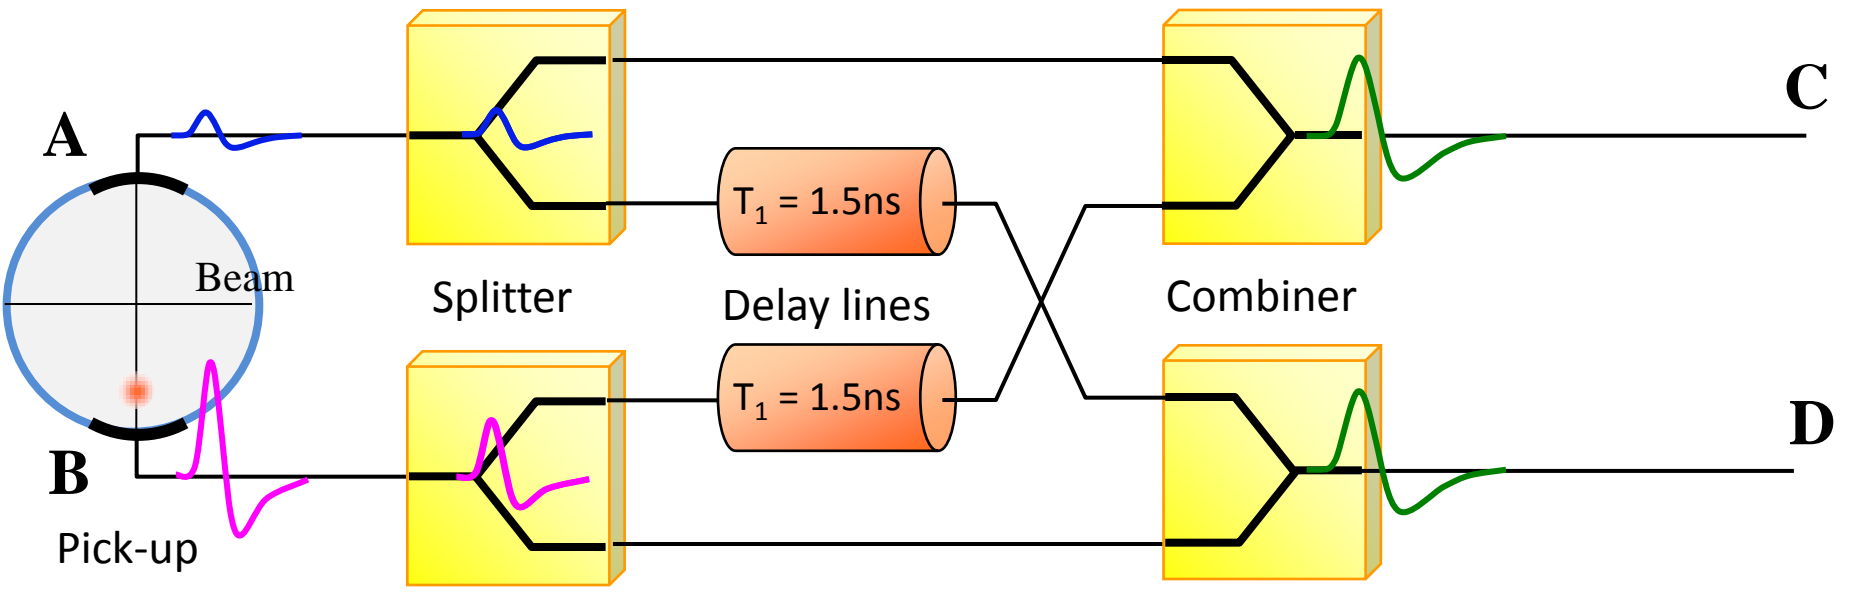 A
Beam
B
Pick-up
Splitter
T₁ = 1.5ns
Delay lines
T₁ = 1.5ns
Combiner
C
D